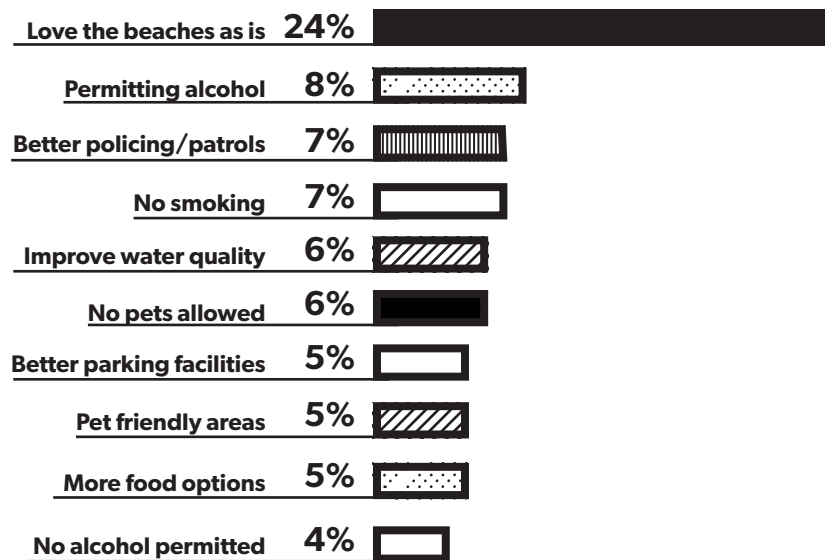 Love the beaches as is 24%
Permitting alcohol 8%
Better policing/patrols 7%
No smoking 7%
Improve water quality 6%
No pets allowed 6%
Better parking facilities 5%
Pet friendly areas 5%
More food options 5%
No alcohol permitted 4%